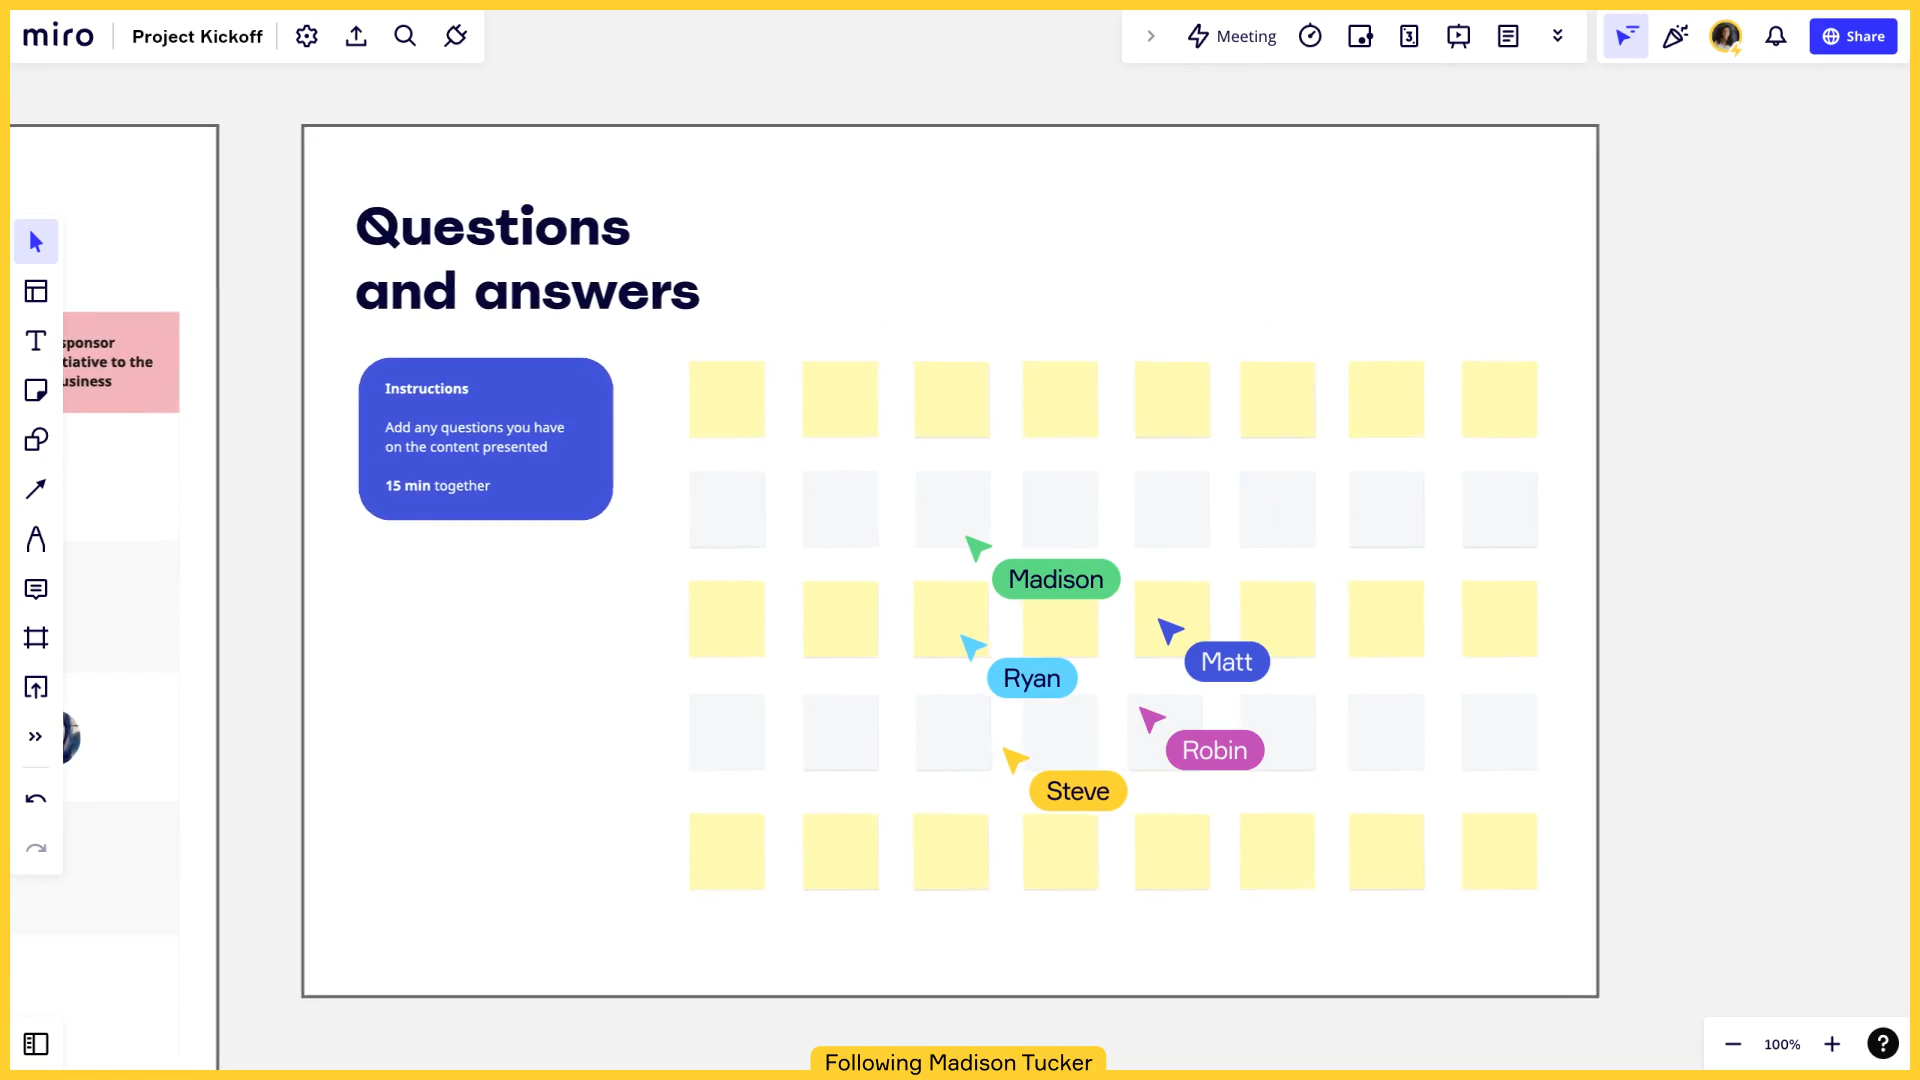 miro
Project Kickoff
Meeting
3
Share
Questions
and answers
sponsor
tiative to the
usiness
Instructions
Add any questions you have
on the content presented
15 min together
Madison
Matt
Ryan
Robin
Steve
Following Madison Tucker
100%
?